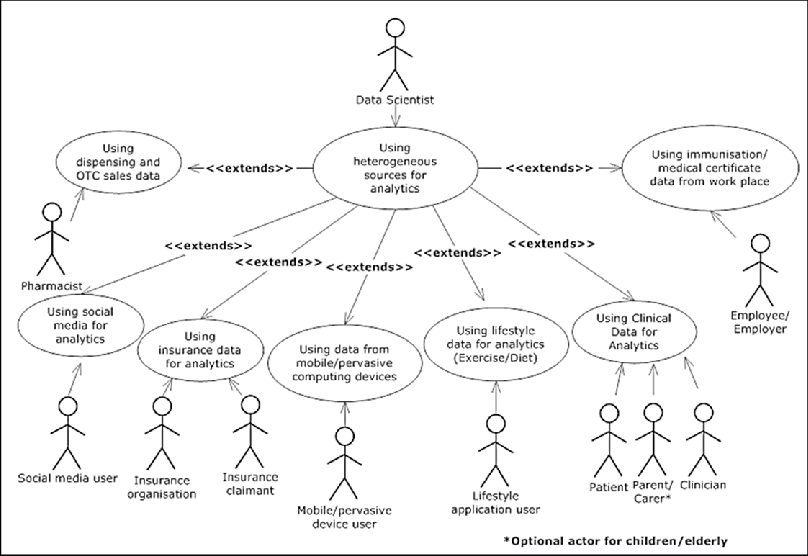 Data Scientist
Using
dispensing and
OTC sales data
<<extends>>
Using
heterogeneous
sources for
analytics
<<extends>>
Using immunisation/
medical certificate
data from work place
Pharmacist
<<extends>>
<<extends>>
<<extends>>
<<extends>>
<<extends>>
Employee/
Employer
Using social
media for
analytics
Using
insurance data
for analytics
Using data from
mobile/pervasive
computing devices
Using lifestyle
data for analytics
(Exercise/Diet)
Using Clinical
Data for
Analytics
Social media user
Insurance
organisation
Insurance
claimant
Mobile/pervasive
device user
Lifestyle
application user
Patient
Parent/
Carer*
Clinician
*Optional actor for children/elderly